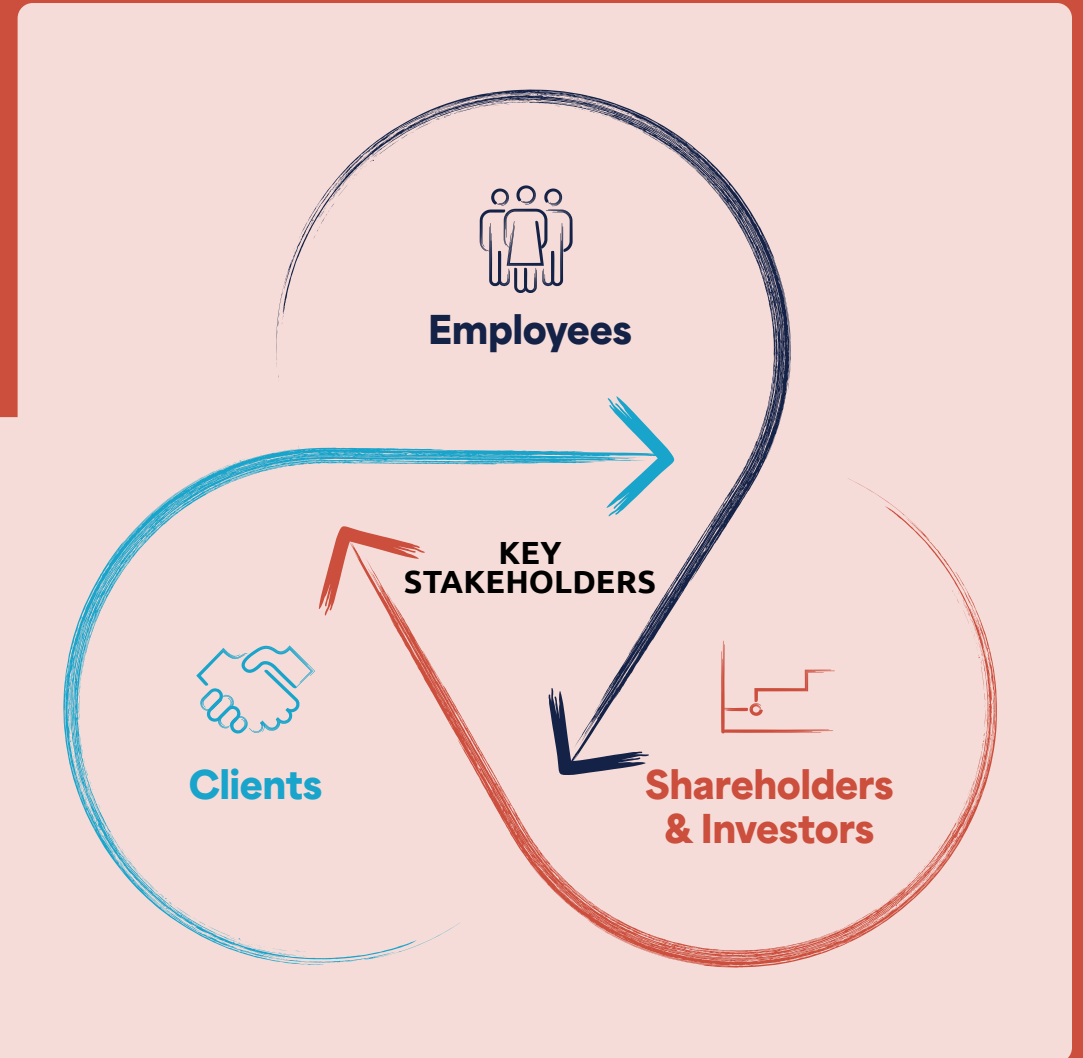 Employees
KEY
STAKEHOLDERS
Clients
Shareholders
& Investors